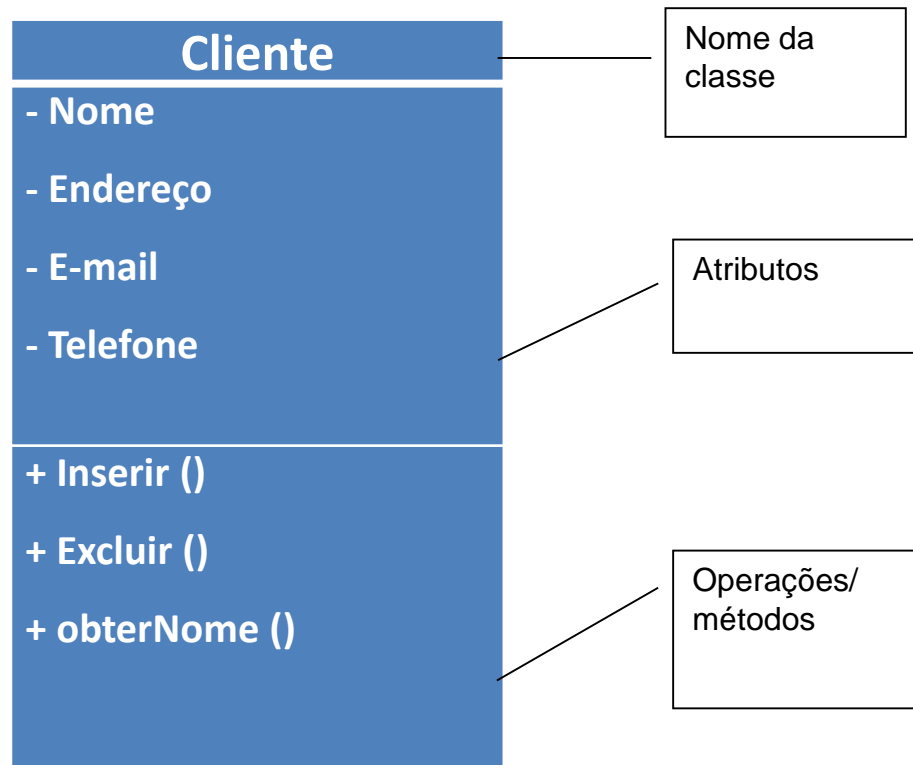 Cliente
- Nome
- Endereço
- E-mail
- Telefone
+ Inserir ()
+ Excluir ()
+ obterNome ()
Nome da
classe
Atributos
Operações/
métodos